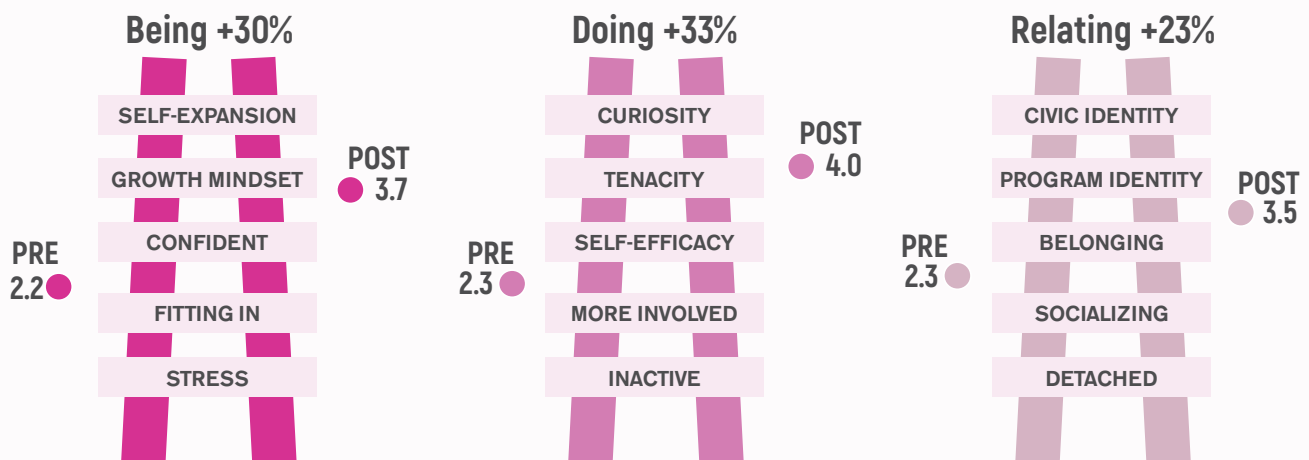 Being +30%
SELF-EXPANSION
GROWTH MINDSET
CONFIDENT
FITTING IN
STRESS
PRE
2.2
POST
3.7
Doing +33%
CURIOSITY
TENACITY
SELF-EFFICACY
MORE INVOLVED
INACTIVE
PRE
2.3
POST
4.0
Relating +23%
CIVIC IDENTITY
PROGRAM IDENTITY
BELONGING
SOCIALIZING
DETACHED
PRE
2.3
POST
3.5